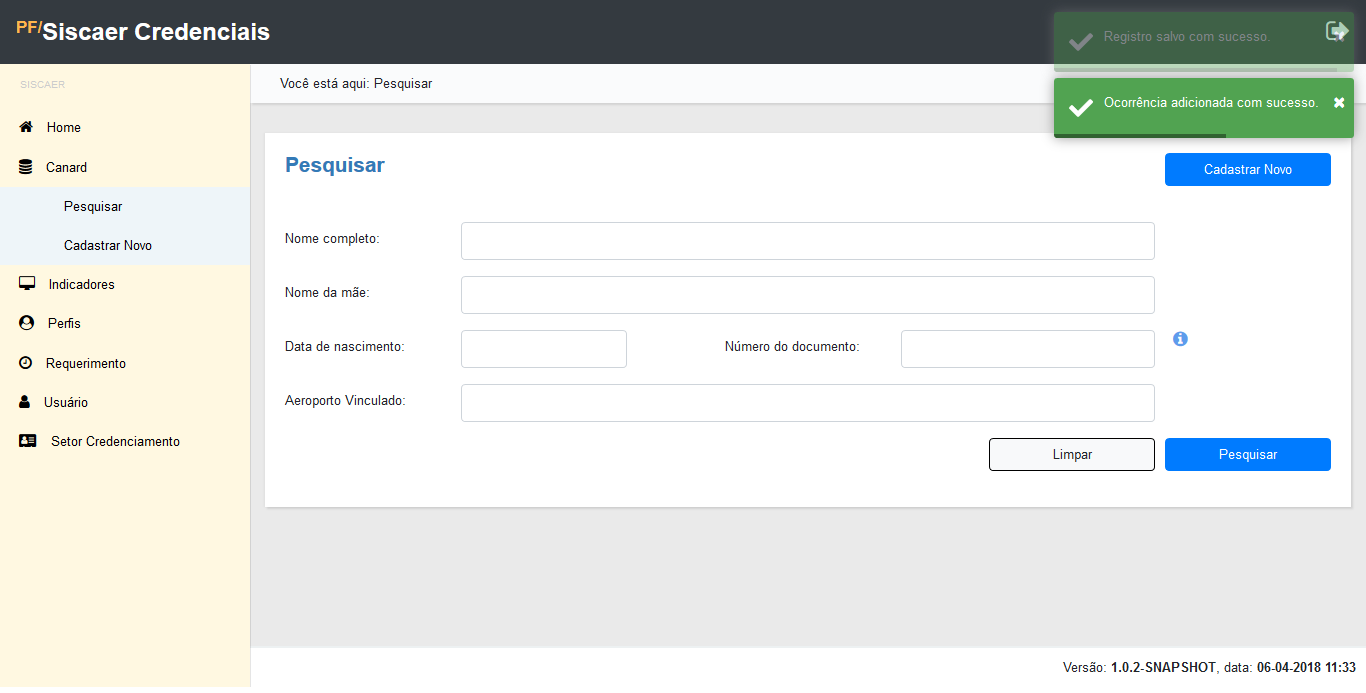 PF/Siscaer Credenciais
Registro salvo com sucesso.
SISCAER
Você está aqui: Pesquisar
Ocorrência adicionada com sucesso.
Home
Canard
Pesquisar
Cadastrar Novo
Indicadores
Perfis
Requerimento
Usuário
Setor Credenciamento
Pesquisar
Cadastrar Novo
Nome completo:
Nome da mãe:
Data de nascimento:
Número do documento:
Aeroporto Vinculado:
Limpar
Pesquisar
Versão: 1.0.2-SNAPSHOT, data: 06-04-2018 11:33